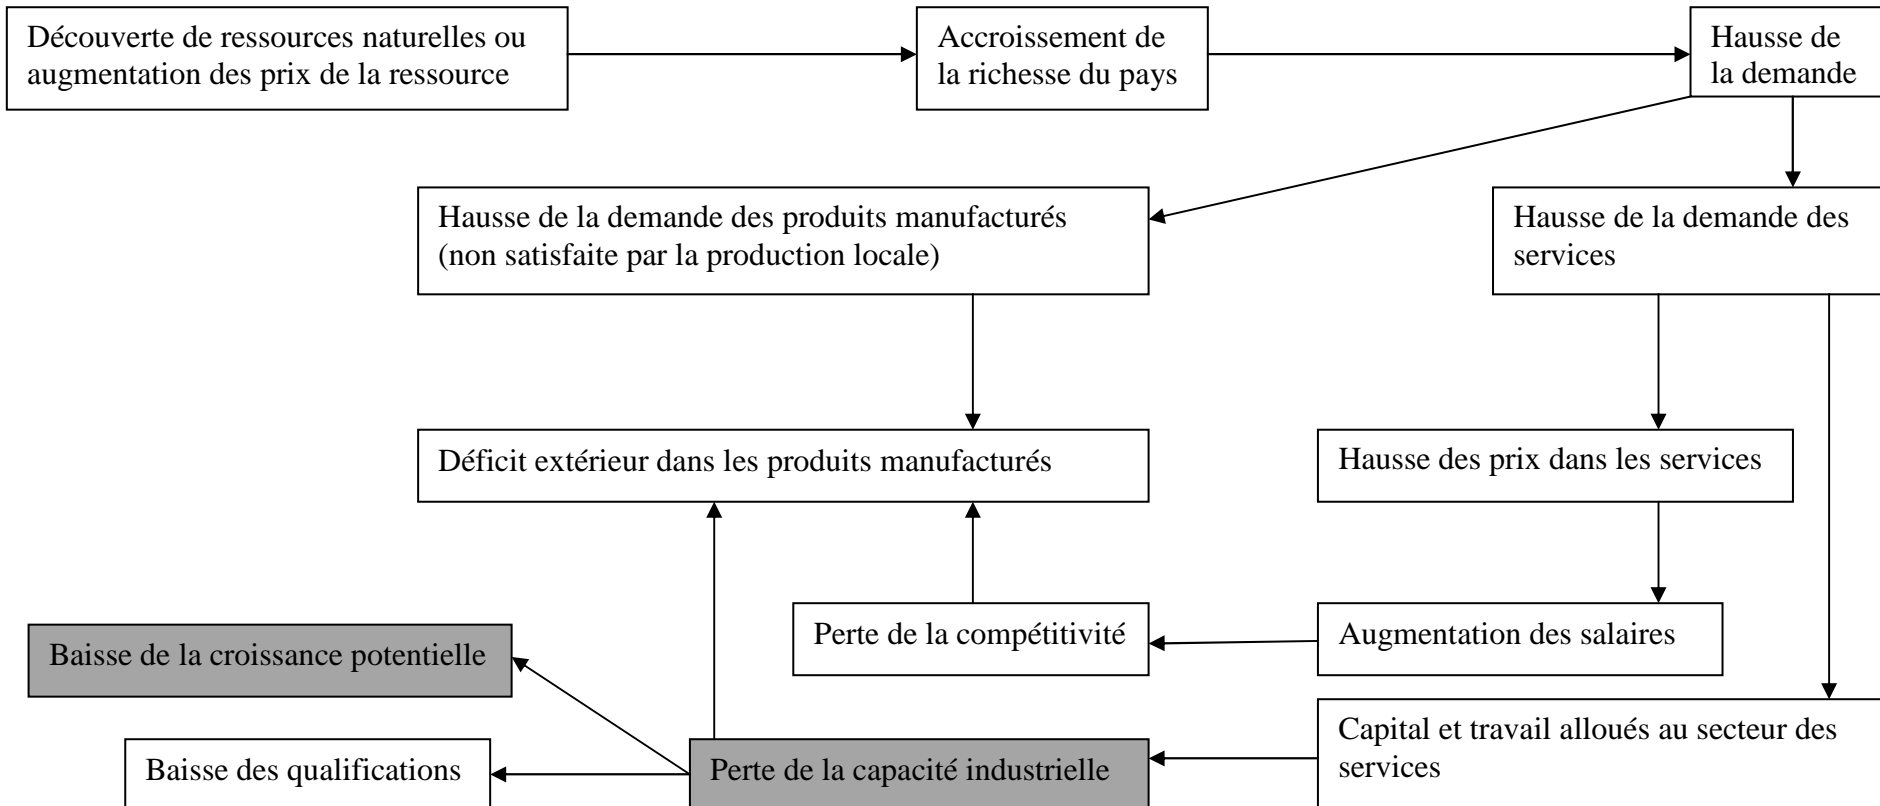 Découverte de ressources naturelles ou
augmentation des prix de la ressource
Accroissement de
la richesse du pays
Hausse de
la demande
Hausse de la demande des produits manufacturés
(non satisfaite par la production locale)
Hausse de la demande des
services
Déficit extérieur dans les produits manufacturés
Hausse des prix dans les services
Perte de la compétitivité
Augmentation des salaires
Baisse de la croissance potentielle
Capital et travail alloués au secteur des
services
Baisse des qualifications
Perte de la capacité industrielle